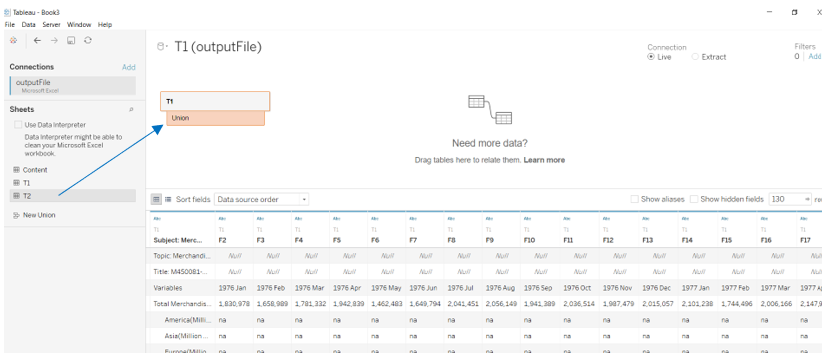 Tableau - Book3
File Data Server Window Help
T1 (outputFile)
Connection
Live Extract
Filters
0 Add
Connections Add
outputFile
Microsoft Excel
Sheets
Use Data Interpreter
Data Interpreter might be able to
clean your Microsoft Excel
workbook.
Content
T1
T2
New Union
T1
Union
Need more data?
Drag tables here to relate them. Learn more
Sort fields Data source order Show aliases Show hidden fields 130
Abc Abc Abc Abc Abc Abc Abc Abc Abc Abc Abc Abc Abc Abc Abc Abc Abc
T1 T1 T1 T1 T1 T1 T1 T1 T1 T1 T1 T1 T1 T1 T1 T1 T1
Subject: Merc... F2 F3 F4 F5 F6 F7 F8 F9 F10 F11 F12 F13 F14 F15 F16 F17
Topic: Merchandi... Null Null Null Null Null Null Null Null Null Null Null Null Null Null Null Null
Title: M450081-... Null Null Null Null Null Null Null Null Null Null Null Null Null Null Null Null
Variables 1976 Jan 1976 Feb 1976 Mar 1976 Apr 1976 May 1976 Jun 1976 Jul 1976 Aug 1976 Sep 1976 Oct 1976 Nov 1976 Dec 1977 Jan 1977 Feb 1977 Mar 1977 A
Total Merchandis... 1,830,978 1,658,989 1,781,332 1,942,839 1,462,483 1,649,794 2,041,451 2,056,149 1,941,389 2,036,514 1,987,479 2,015,057 2,101,238 1,744,496 2,006,166 2,147,9
America(Milli... na na na na na na na na na na na na na na na na
Asia(Million ... na na na na na na na na na na na na na na na na
Europe(Millio... na na na na na na na na na na na na na na na na